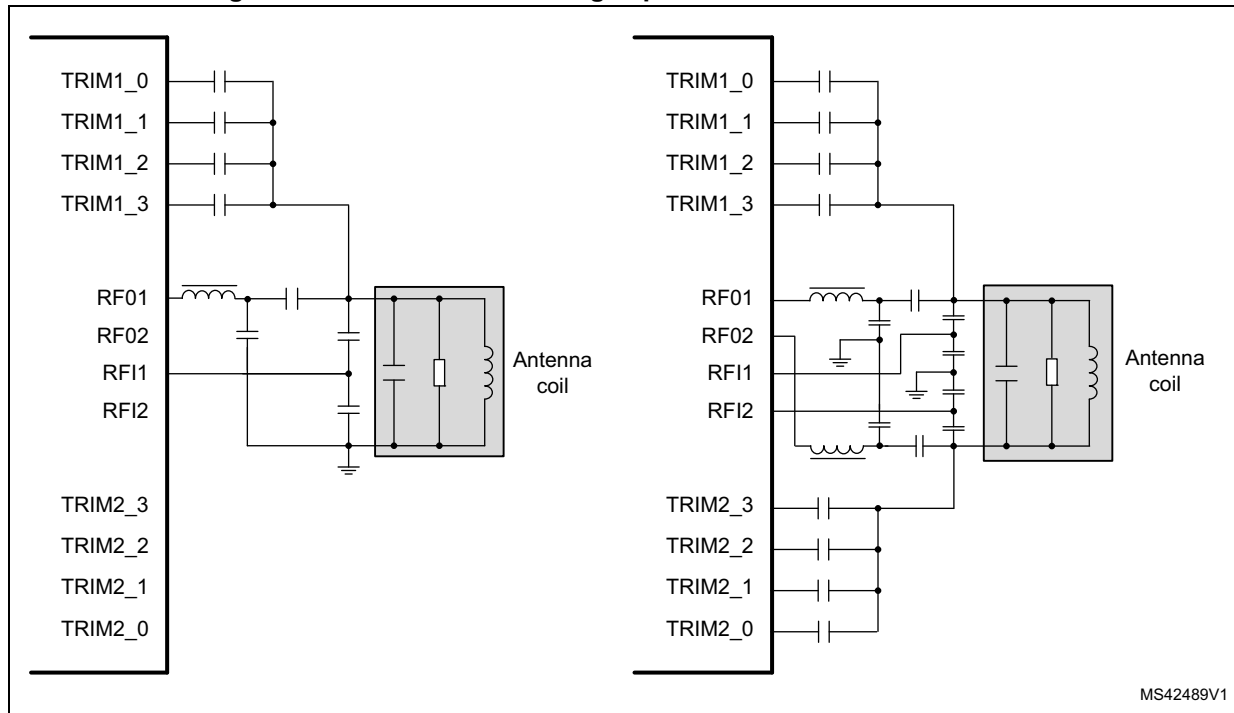 TRIM1_0
TRIM1_1
TRIM1_2
TRIM1_3
RF01
RF02
RFI1
RFI2
TRIM2_3
TRIM2_2
TRIM2_1
TRIM2_0
Antenna
coil
TRIM1_0
TRIM1_1
TRIM1_2
TRIM1_3
RF01
RF02
RFI1
RFI2
TRIM2_3
TRIM2_2
TRIM2_1
TRIM2_0
Antenna
coil
MS42489V1